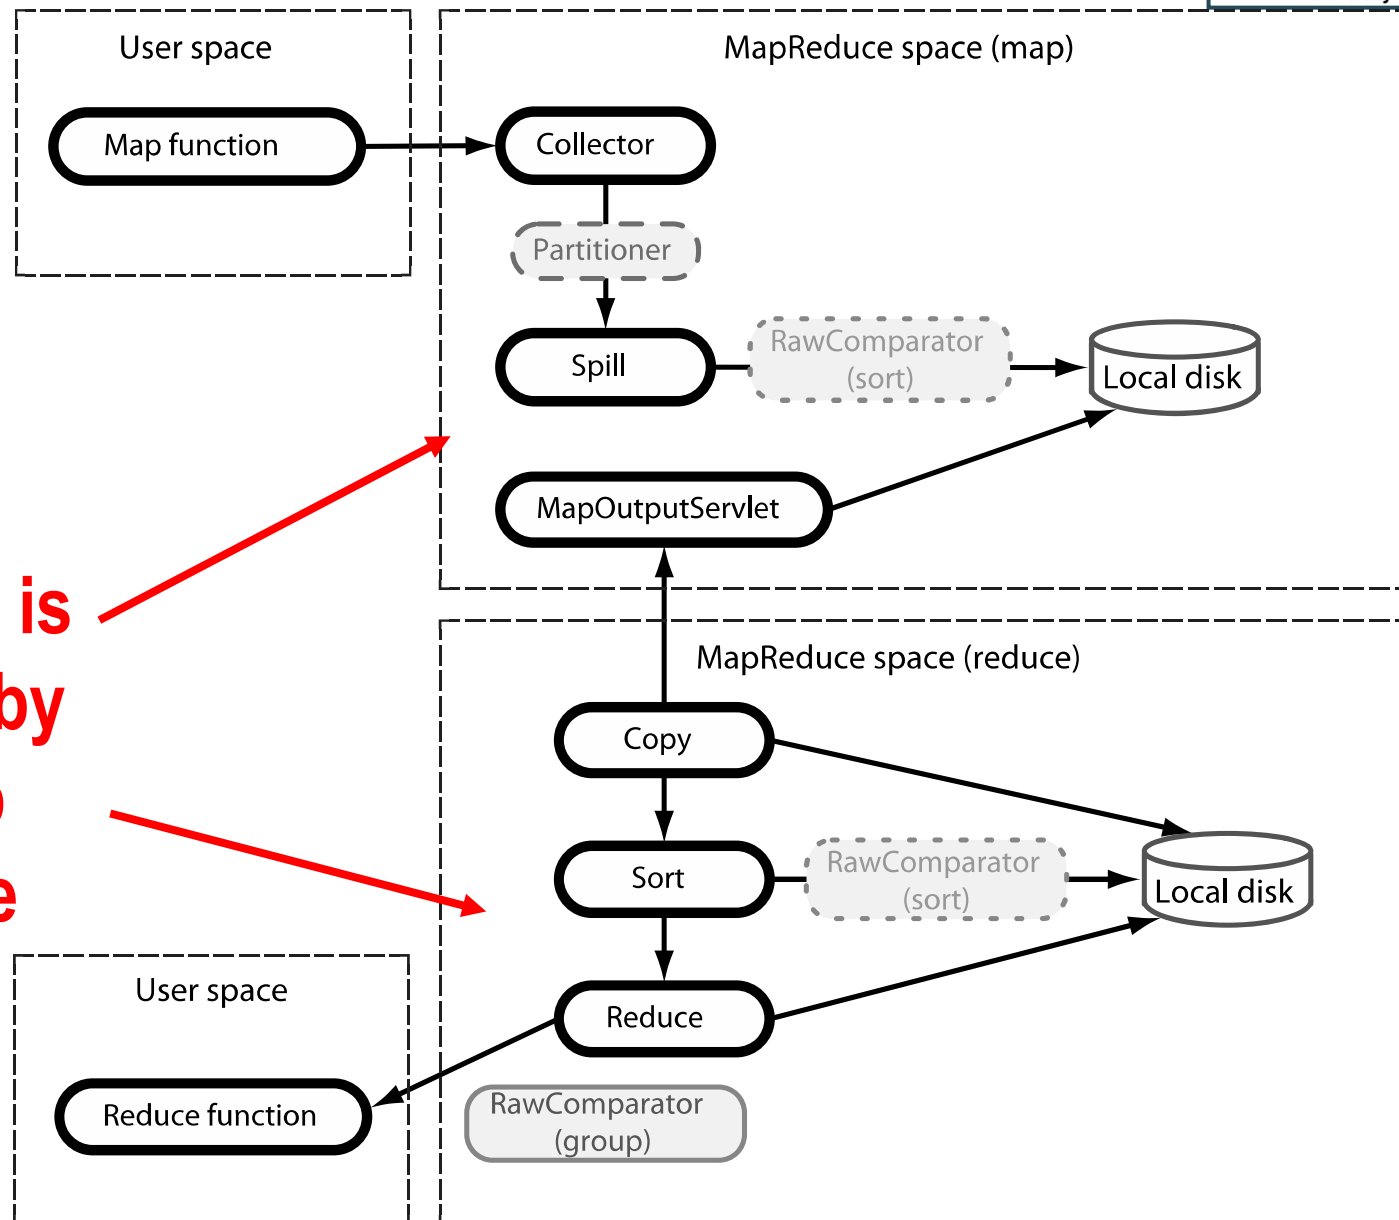 User space
Map function
MapReduce space (map)
Collector
Partitioner
Spill
RawComparator
(sort)
Local disk
MapOutputServlet
is
by
MapReduce space (reduce)
Copy
Sort
RawComparator
(sort)
Local disk
Reduce
RawComparator
(group)
User space
Reduce function